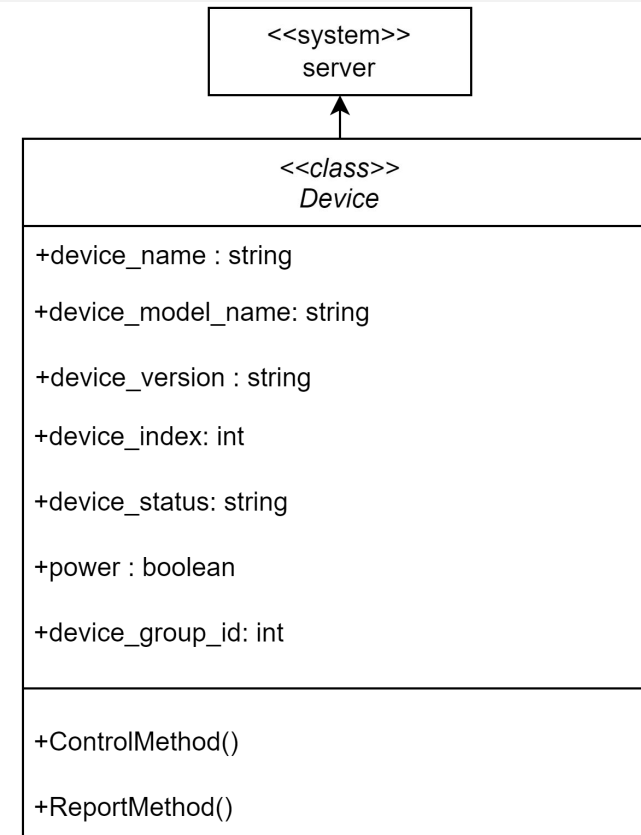 <<system>>
server
<<class>>
Device
+device_name : string
+device_model_name: string
+device_version : string
+device_index: int
+device_status: string
+power : boolean
+device_group_id: int
+ControlMethod()
+ReportMethod()